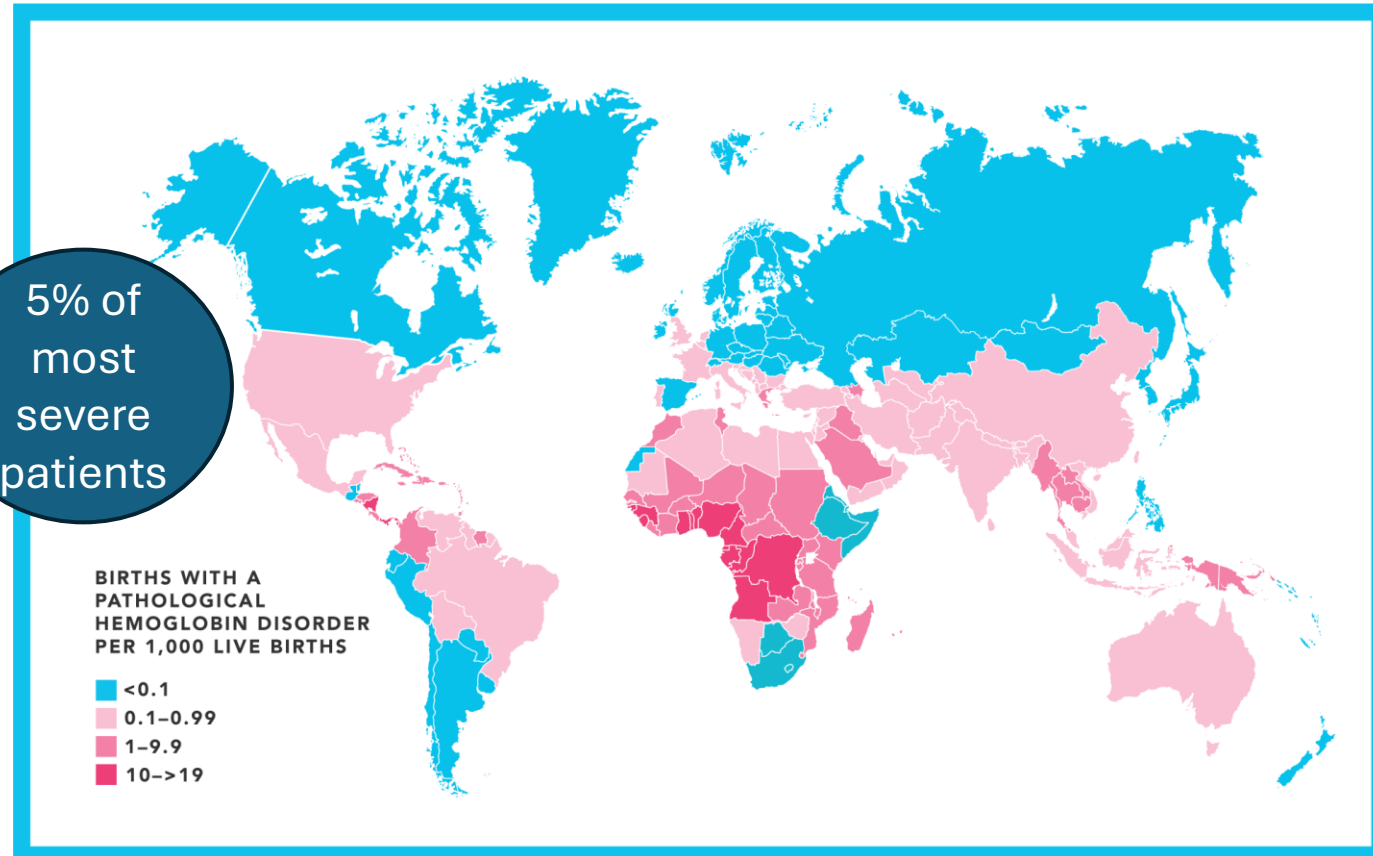 5% of
most
severe
patients
BIRTHS WITH A
PATHOLOGICAL
HEMOGLOBIN DISORDER
PER 1,000 LIVE BIRTHS
<0.1
0.1–0.99
1–9.9
10–>19